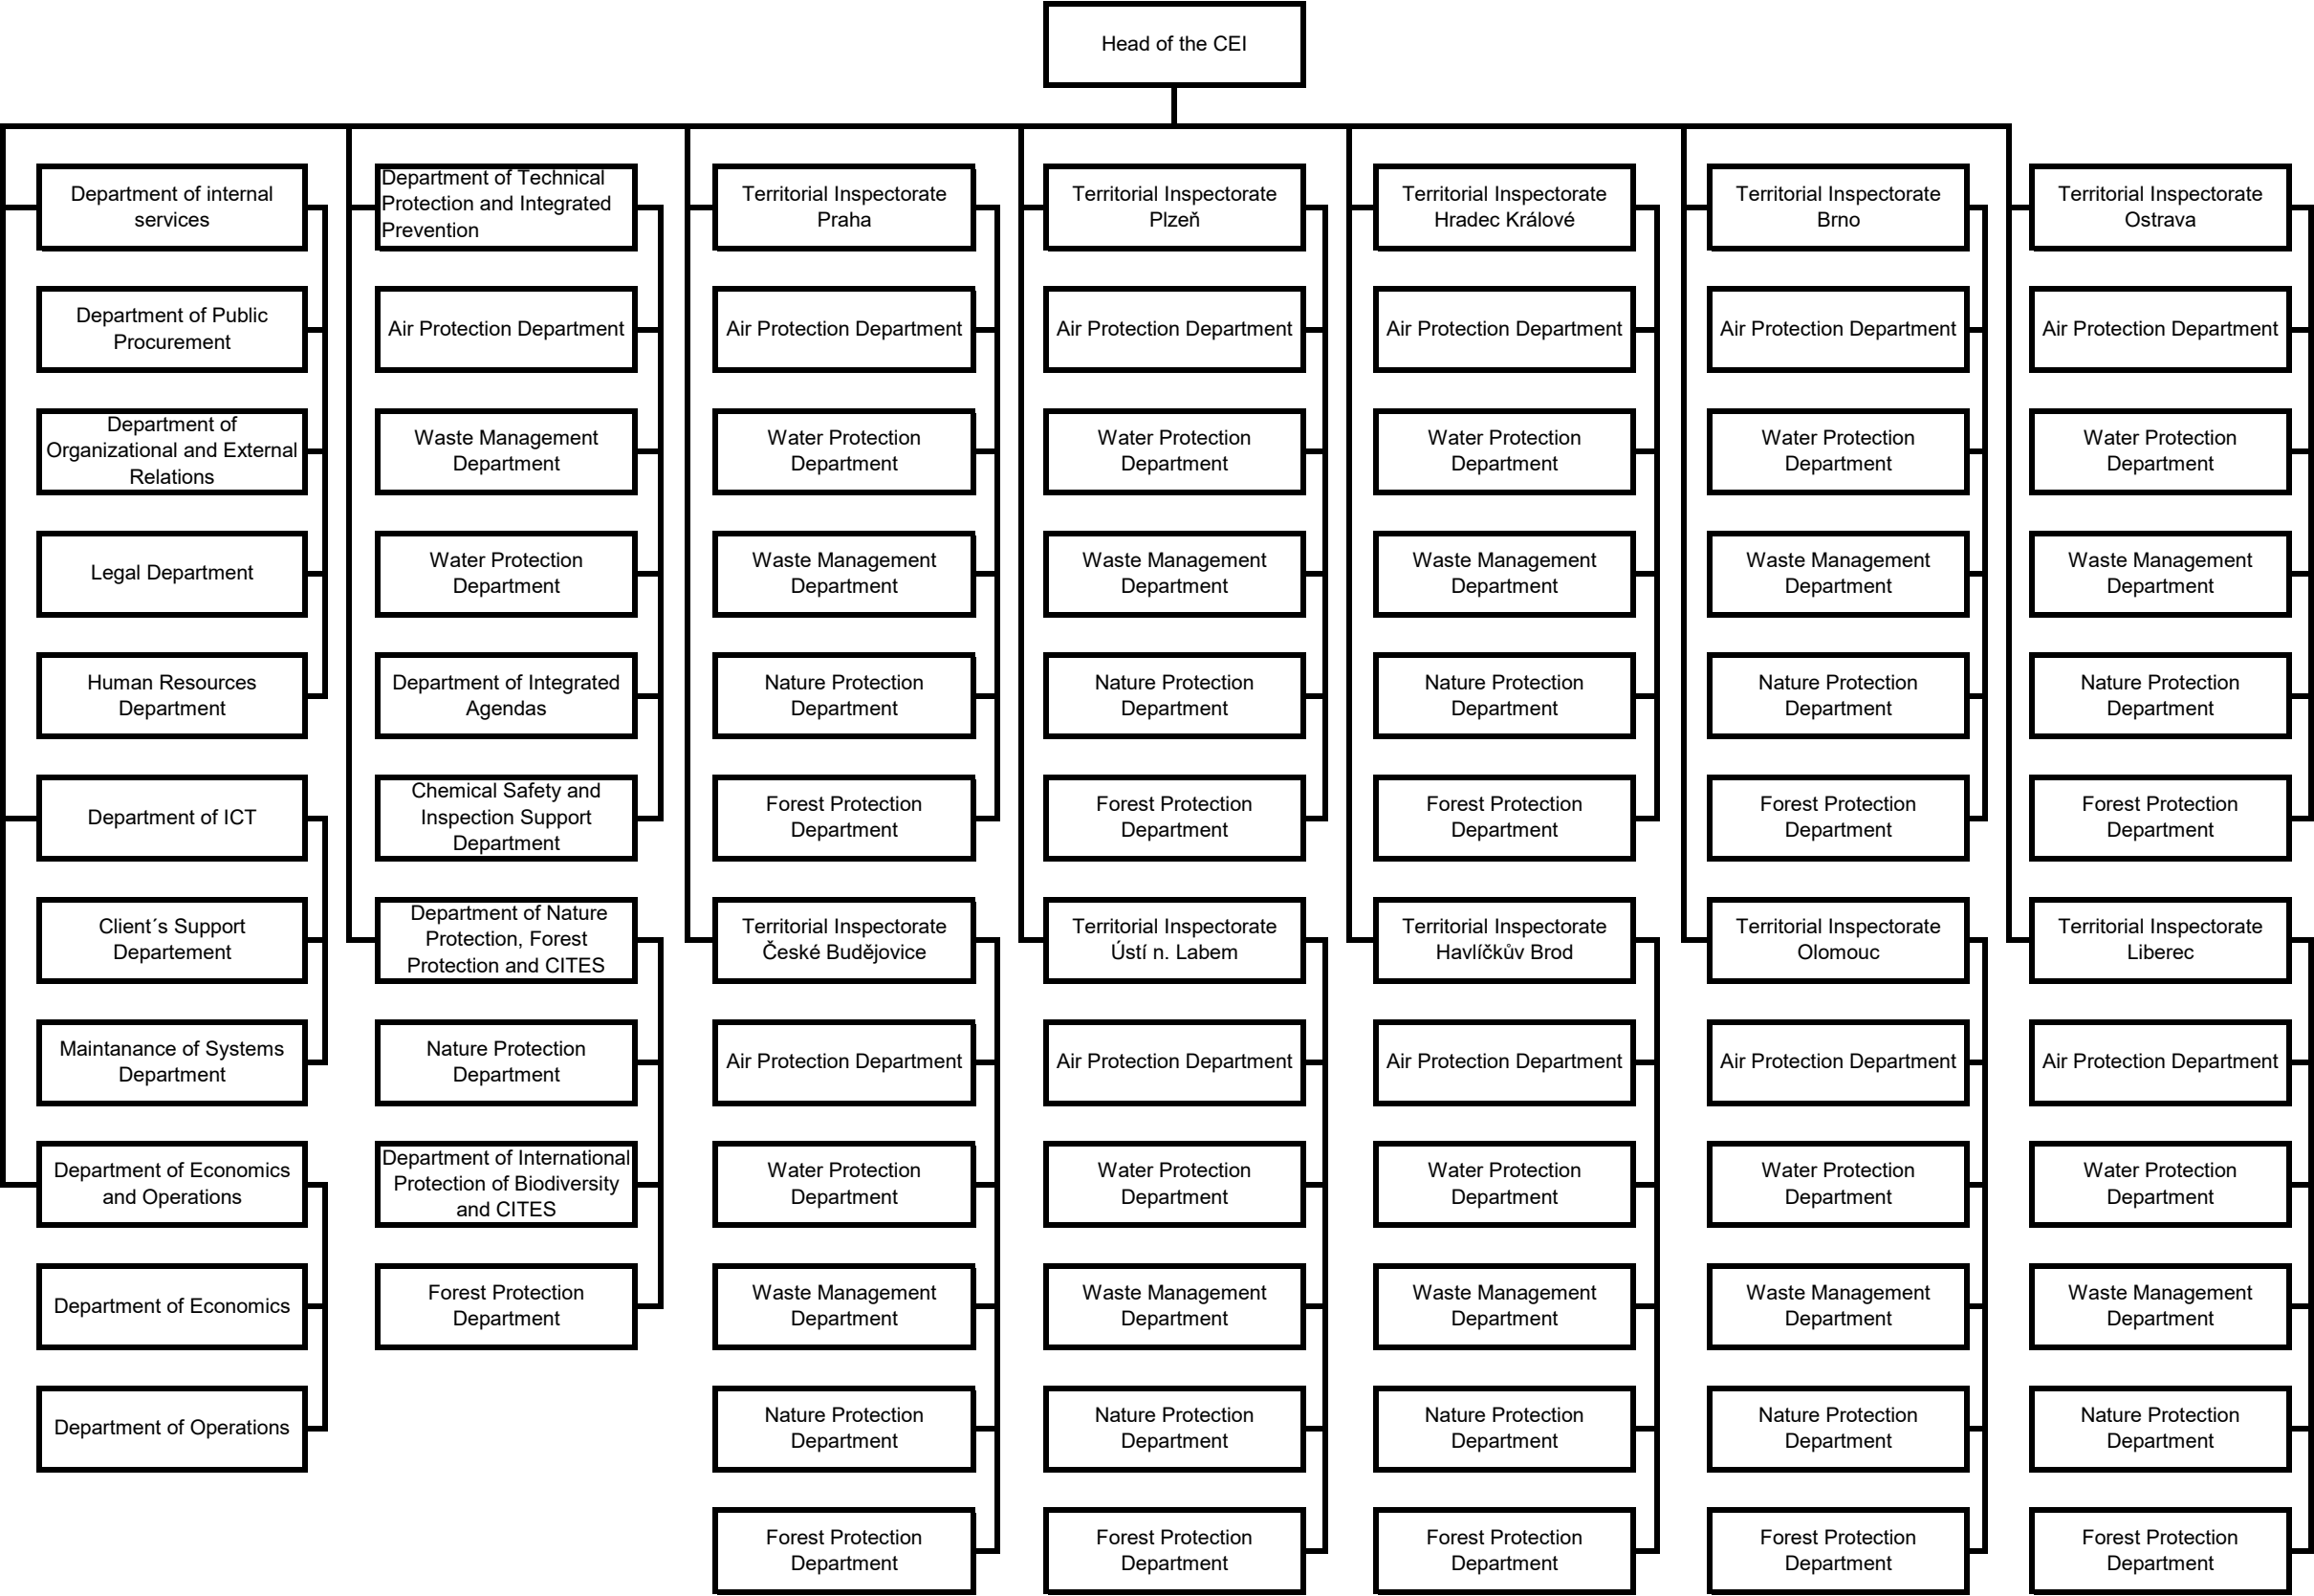 Head of the CEI
Department of internal
services
Department of Public
Procurement
Department of
Organizational and External
Relations
Legal Department
Human Resources
Department
Department of ICT
Client´s Support
Departement
Maintanance of Systems
Department
Department of Economics
and Operations
Department of Economics
Department of Operations
Department of Technical
Protection and Integrated
Prevention
Air Protection Department
Waste Management
Department
Water Protection
Department
Department of Integrated
Agendas
Chemical Safety and
Inspection Support
Department
Department of Nature
Protection, Forest
Protection and CITES
Nature Protection
Department
Department of International
Protection of Biodiversity
and CITES
Forest Protection
Department
Territorial Inspectorate
Praha
Air Protection Department
Water Protection
Department
Waste Management
Department
Nature Protection
Department
Forest Protection
Department
Territorial Inspectorate
České Budějovice
Air Protection Department
Water Protection
Department
Waste Management
Department
Nature Protection
Department
Forest Protection
Department
Territorial Inspectorate
Plzeň
Air Protection Department
Water Protection
Department
Waste Management
Department
Nature Protection
Department
Forest Protection
Department
Territorial Inspectorate
Ústí n. Labem
Air Protection Department
Water Protection
Department
Waste Management
Department
Nature Protection
Department
Forest Protection
Department
Territorial Inspectorate
Hradec Králové
Air Protection Department
Water Protection
Department
Waste Management
Department
Nature Protection
Department
Forest Protection
Department
Territorial Inspectorate
Havlíčkův Brod
Air Protection Department
Water Protection
Department
Waste Management
Department
Nature Protection
Department
Forest Protection
Department
Territorial Inspectorate
Brno
Air Protection Department
Water Protection
Department
Waste Management
Department
Nature Protection
Department
Forest Protection
Department
Territorial Inspectorate
Olomouc
Air Protection Department
Water Protection
Department
Waste Management
Department
Nature Protection
Department
Forest Protection
Department
Territorial Inspectorate
Ostrava
Air Protection Department
Water Protection
Department
Waste Management
Department
Nature Protection
Department
Forest Protection
Department
Territorial Inspectorate
Liberec
Air Protection Department
Water Protection
Department
Waste Management
Department
Nature Protection
Department
Forest Protection
Department